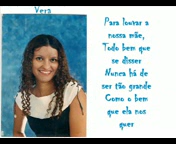 Vera
Para louvar a
nossa mãe,
Todo bem que
se disser
Nunca há de
ser tão grande
Como o bem
que ela nos
quer